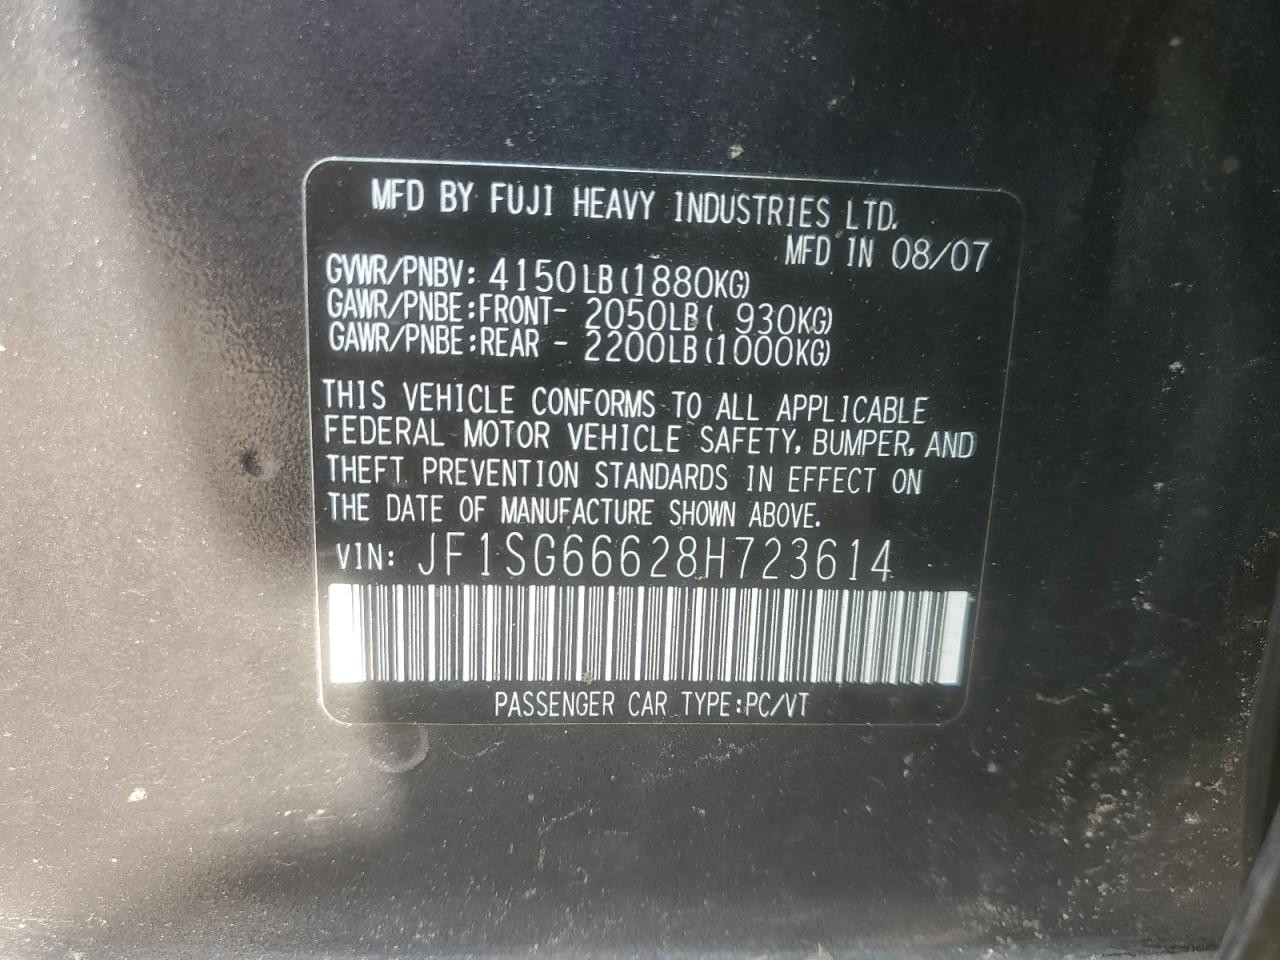 MFD BY FUJI HEAVY INDUSTRIES LTD.
MFD IN 08/07
GVWR/PNBV: 4150LB(1880KG)
GAWR/PNBE:FRONT- 2050LB( 930KG)
GAWR/PNBE:REAR - 2200LB(1000KG)
THIS VEHICLE CONFORMS TO ALL APPLICABLE
FEDERAL MOTOR VEHICLE SAFETY, BUMPER, AND
THEFT PREVENTION STANDARDS IN EFFECT ON
THE DATE OF MANUFACTURE SHOWN ABOVE.
VIN: JF1SG66628H723614
PASSENGER CAR TYPE:PC/VT